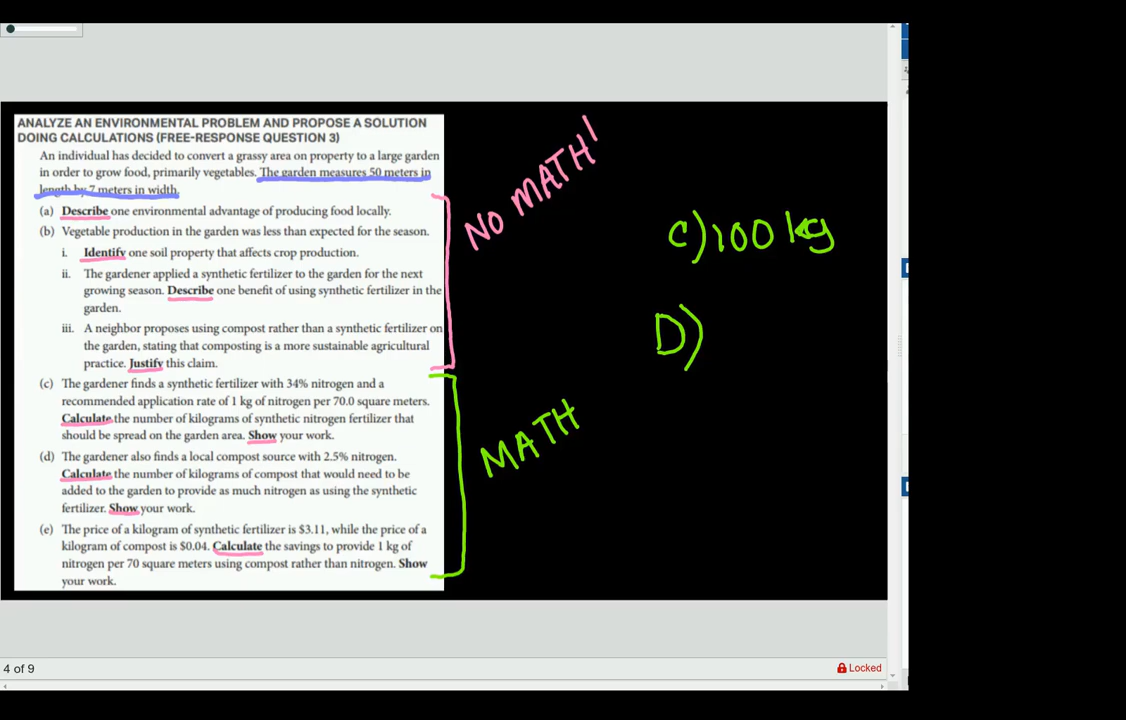 ANALYZE AN ENVIRONMENTAL PROBLEM AND PROPOSE A SOLUTION
DOING CALCULATIONS (FREE-RESPONSE QUESTION 3)
An individual has decided to convert a grassy area on property to a large garden
in order to grow food, primarily vegetables. The garden measures 50 meters in
length by 7 meters in width.
(a) Describe one environmental advantage of producing food locally.
(b) Vegetable production in the garden was less than expected for the season.
i. Identify one soil property that affects crop production.
ii. The gardener applied a synthetic fertilizer to the garden for the next
growing season. Describe one benefit of using synthetic fertilizer in the
garden.
iii. A neighbor proposes using compost rather than a synthetic fertilizer on
the garden, stating that composting is a more sustainable agricultural
practice. Justify this claim.
(c) The gardener finds a synthetic fertilizer with 34% nitrogen and a
recommended application rate of 1 kg of nitrogen per 70.0 square meters.
Calculate the number of kilograms of synthetic nitrogen fertilizer that
should be spread on the garden area. Show your work.
(d) The gardener also finds a local compost source with 2.5% nitrogen.
Calculate the number of kilograms of compost that would need to be
added to the garden to provide as much nitrogen as using the synthetic
fertilizer. Show your work.
(e) The price of a kilogram of synthetic fertilizer is $3.11, while the price of a
kilogram of compost is $0.04. Calculate the savings to provide 1 kg of
nitrogen per 70 square meters using compost rather than nitrogen. Show
your work.
NO MATH!
MATH
C) 100 kg
D)
4 of 9
Locked